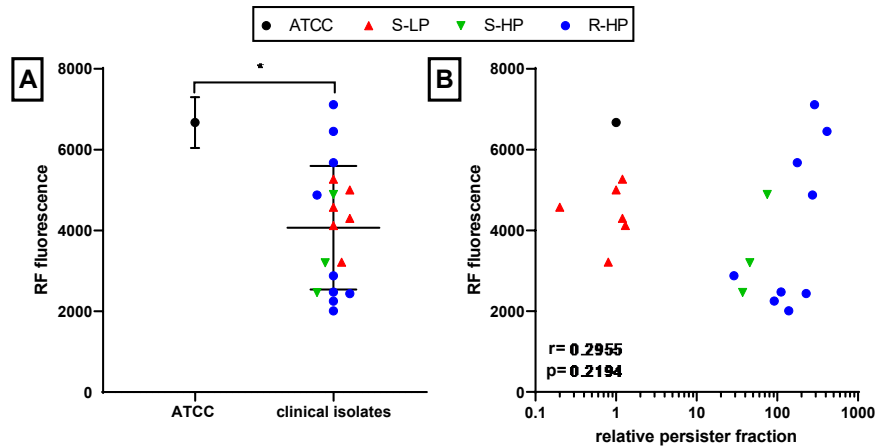 ATCC S-LP S-HP R-HP
A
*
8000
6000
4000
2000
0
RF fluorescence
ATCC clinical isolates
B
8000
6000
4000
2000
0
RF fluorescence
r= 0.2955
p= 0.2194
0.1 1 10 100 1000
relative persister fraction